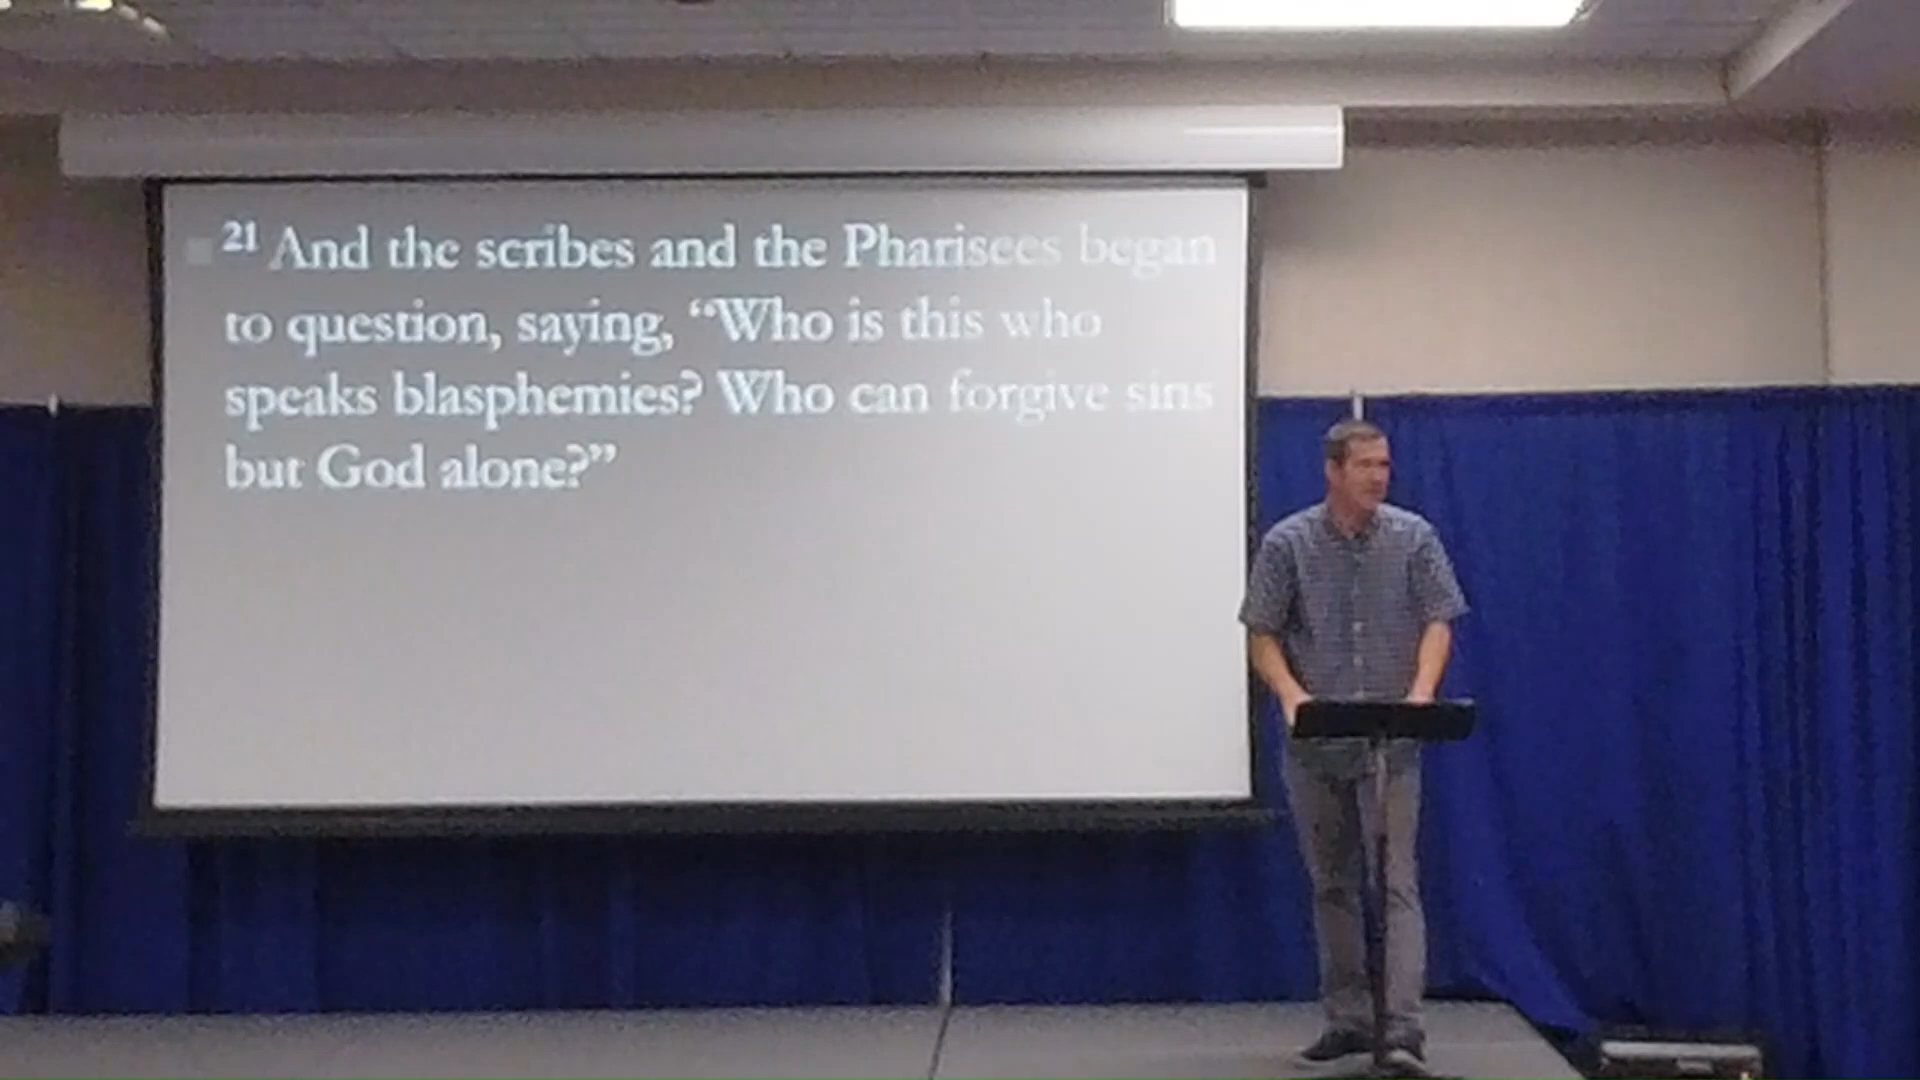 21 And the scribes and the Pharisees began
to question, saying, “Who is this who
speaks blasphemies? Who can forgive sins
but God alone?”